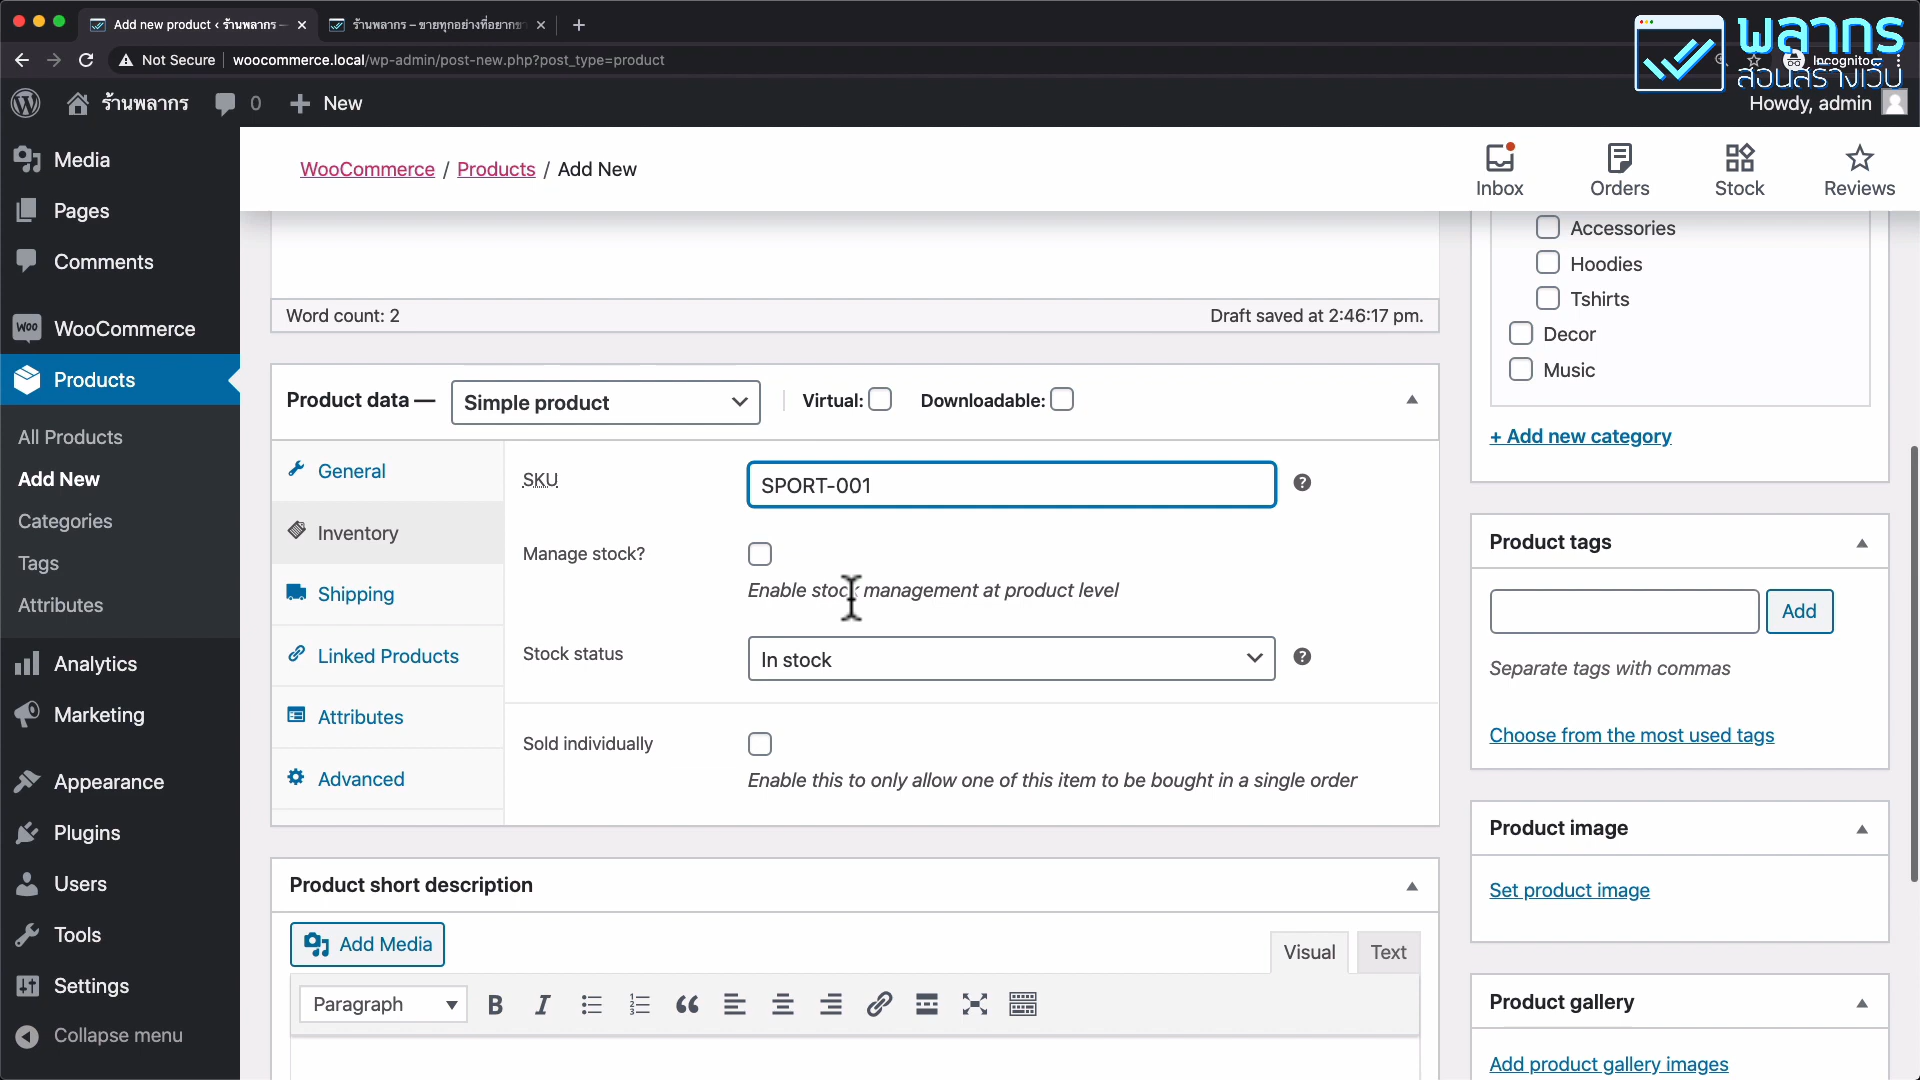 Add new product ‹ ร้านพลากร —
ร้านพลากร – ขายทุกอย่างที่อยากขา
Not Secure
woocommerce.local/wp-admin/post-new.php?post_type=product
Incognito
พลากร
สอนสร้างเว็บ
ร้านพลากร
0
New
Howdy, admin
Media
Pages
Comments
WooCommerce
Products
All Products
Add New
Categories
Tags
Attributes
Analytics
Marketing
Appearance
Plugins
Users
Tools
Settings
Collapse menu
WooCommerce / Products / Add New
Inbox
Orders
Stock
Reviews
Word count: 2
Draft saved at 2:46:17 pm.
Product data —
Simple product
Virtual:
Downloadable:
General
Inventory
Shipping
Linked Products
Attributes
Advanced
SKU
SPORT-001
Manage stock?
Enable stock management at product level
Stock status
In stock
Sold individually
Enable this to only allow one of this item to be bought in a single order
Product short description
Add Media
Visual
Text
Paragraph
Accessories
Hoodies
Tshirts
Decor
Music
+ Add new category
Product tags
Add
Separate tags with commas
Choose from the most used tags
Product image
Set product image
Product gallery
Add product gallery images